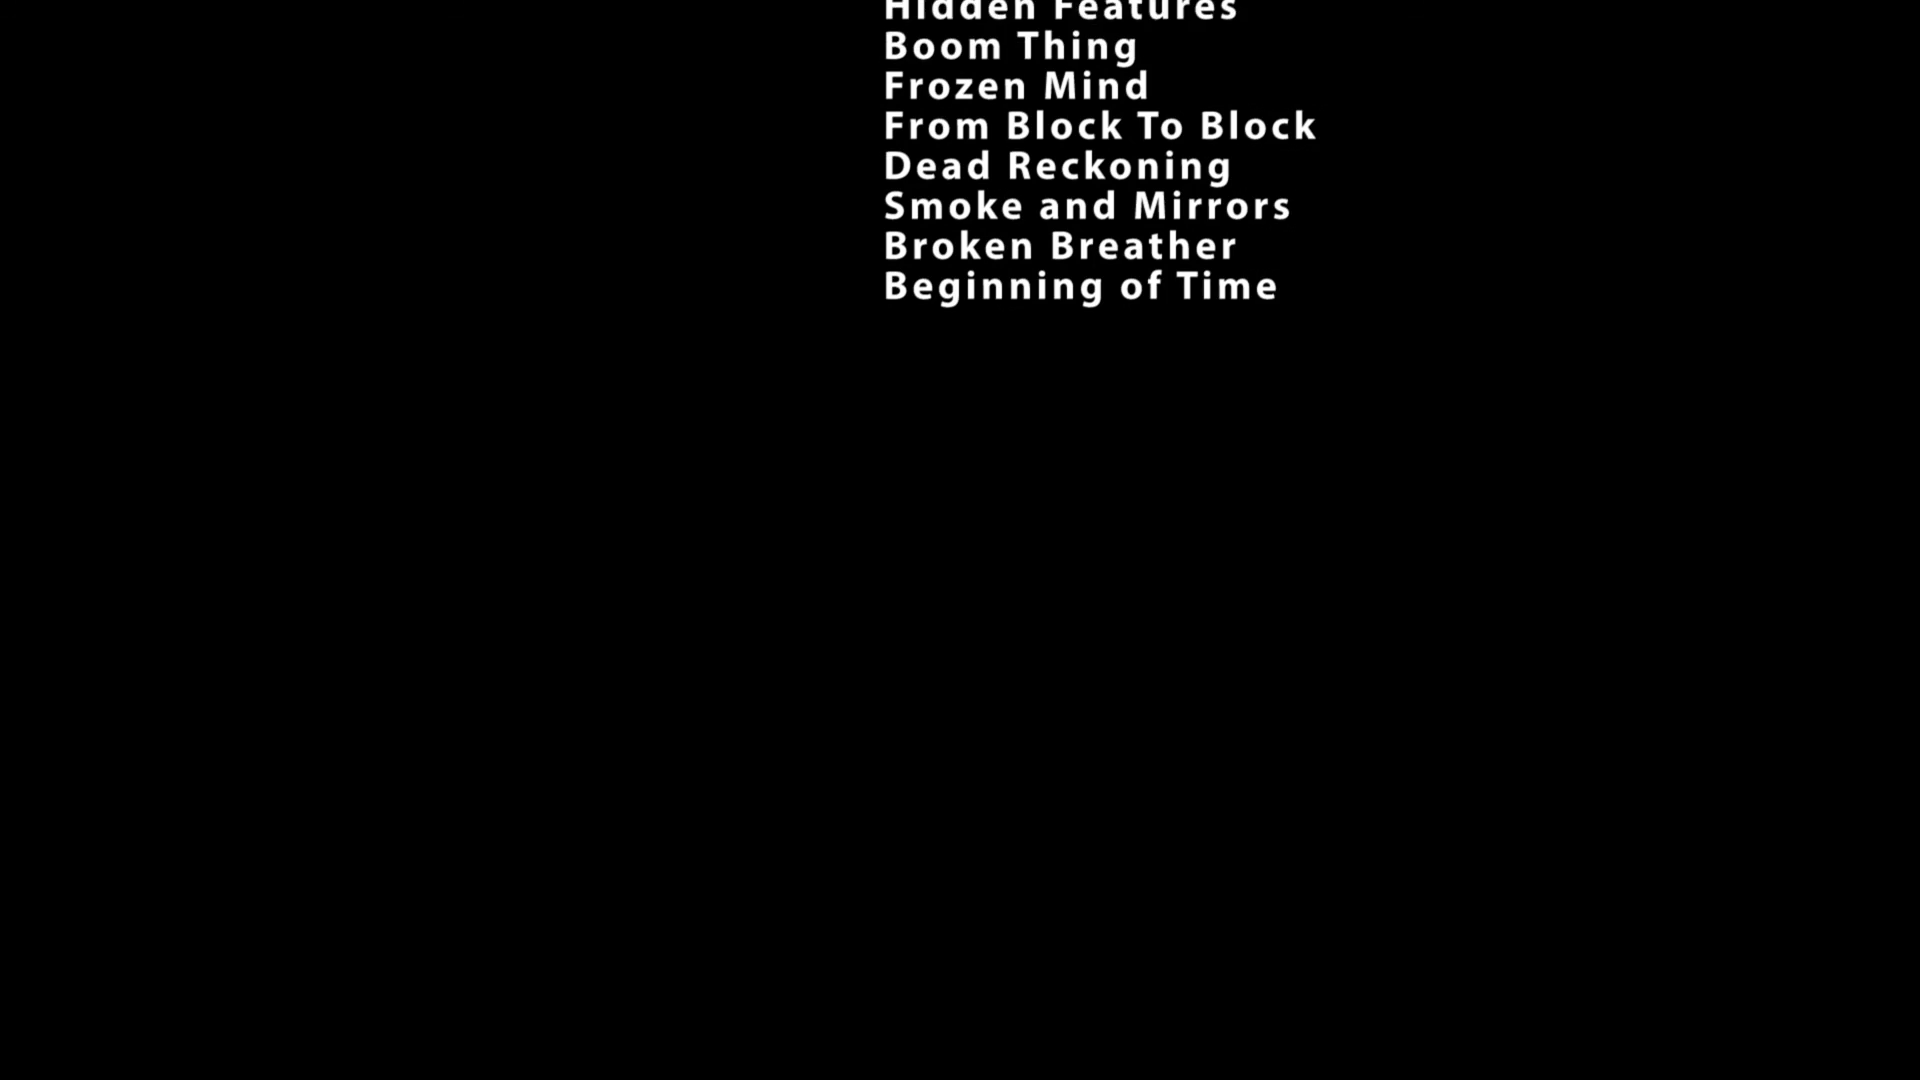 Hidden Features
Boom Thing
Frozen Mind
From Block To Block
Dead Reckoning
Smoke and Mirrors
Broken Breather
Beginning of Time